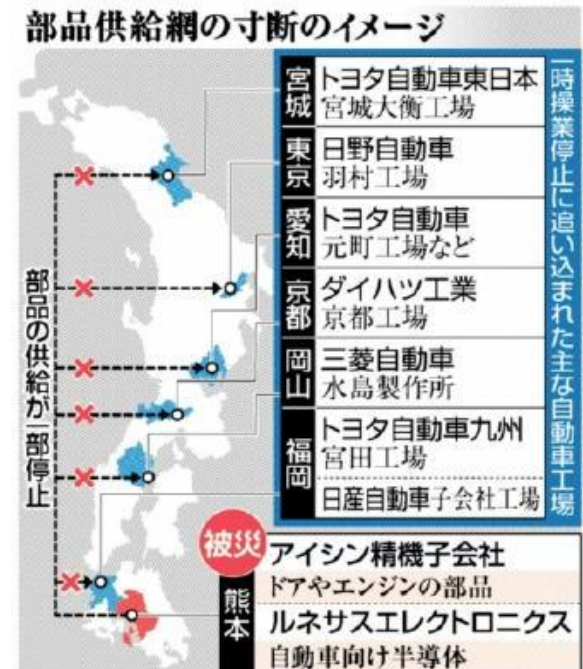 部品供給網の寸断のイメージ
宮城
トヨタ自動車東日本
宮城大衡工場
東京
日野自動車
羽村工場
愛知
トヨタ自動車
元町工場など
京都
ダイハツ工業
京都工場
岡山
三菱自動車
水島製作所
福岡
トヨタ自動車九州
宮田工場
日産自動車子会社工場
一時操業停止に追い込まれた主な自動車工場
部品の供給が一部停止
被災
熊本
アイシン精機子会社
ドアやエンジンの部品
ルネサスエレクトロニクス
自動車向け半導体